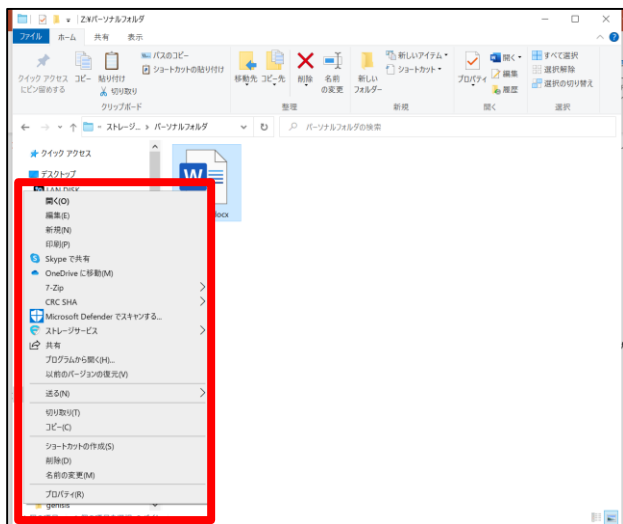 Z:¥パーソナルフォルダ
ファイル ホーム 共有 表示
クイック アクセス にピン留めする
コピー
貼り付け
パスのコピー
ショートカットの貼り付け
切り取り
クリップボード
移動先
コピー先
削除
名前の変更
整理
新しいフォルダー
新しいアイテム
ショートカット
新規
プロパティ
開く
編集
履歴
開く
すべて選択
選択解除
選択の切り替え
選択
ストレージ... パーソナルフォルダ
パーソナルフォルダの検索
クイック アクセス
デスクトップ
LAN DISK
W
ocx
開く(O)
編集(E)
新規(N)
印刷(P)
Skype で共有
OneDrive に移動(M)
7-Zip
CRC SHA
Microsoft Defender でスキャンする...
ストレージサービス
共有
プログラムから開く(H)...
以前のバージョンの復元(V)
送る(N)
切り取り(T)
コピー(C)
ショートカットの作成(S)
削除(D)
名前の変更(M)
プロパティ(R)
genisis